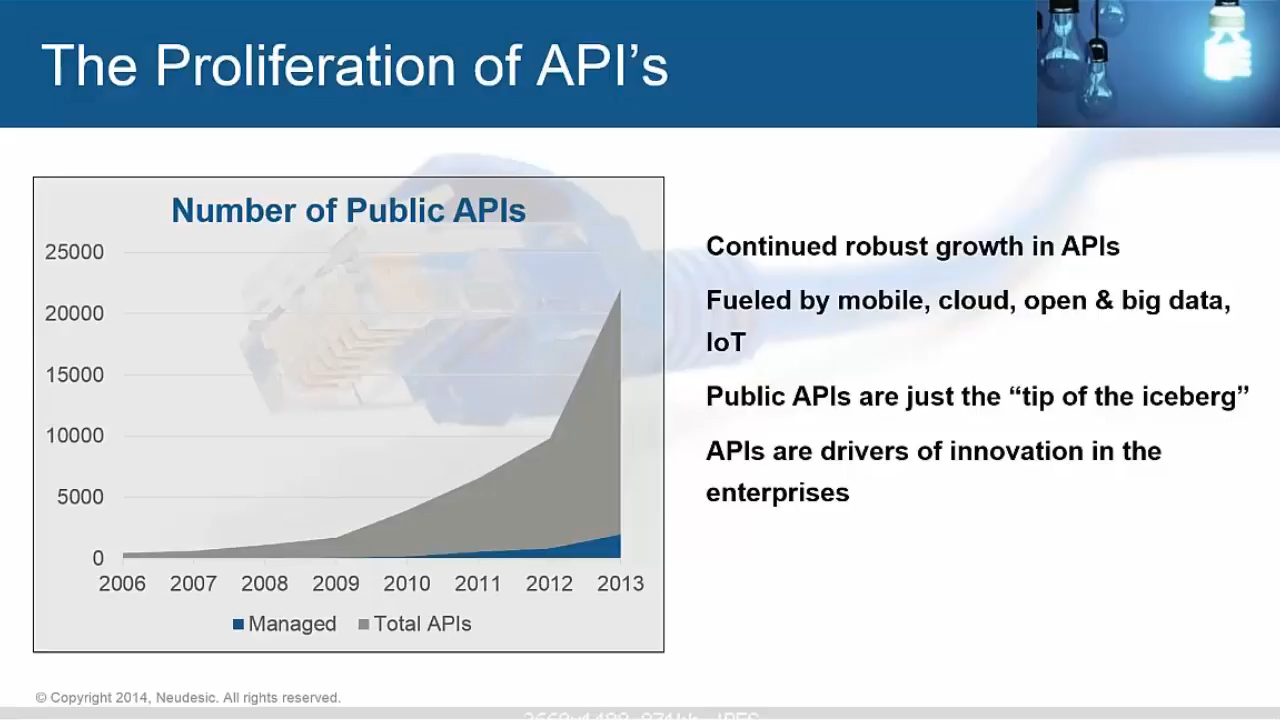 The Proliferation of API’s
Number of Public APIs
25000
20000
15000
10000
5000
0
2006 2007 2008 2009 2010 2011 2012 2013
Managed Total APIs
Continued robust growth in APIs
Fueled by mobile, cloud, open & big data,
IoT
Public APIs are just the “tip of the iceberg”
APIs are drivers of innovation in the
enterprises
© Copyright 2014, Neudesic. All rights reserved.